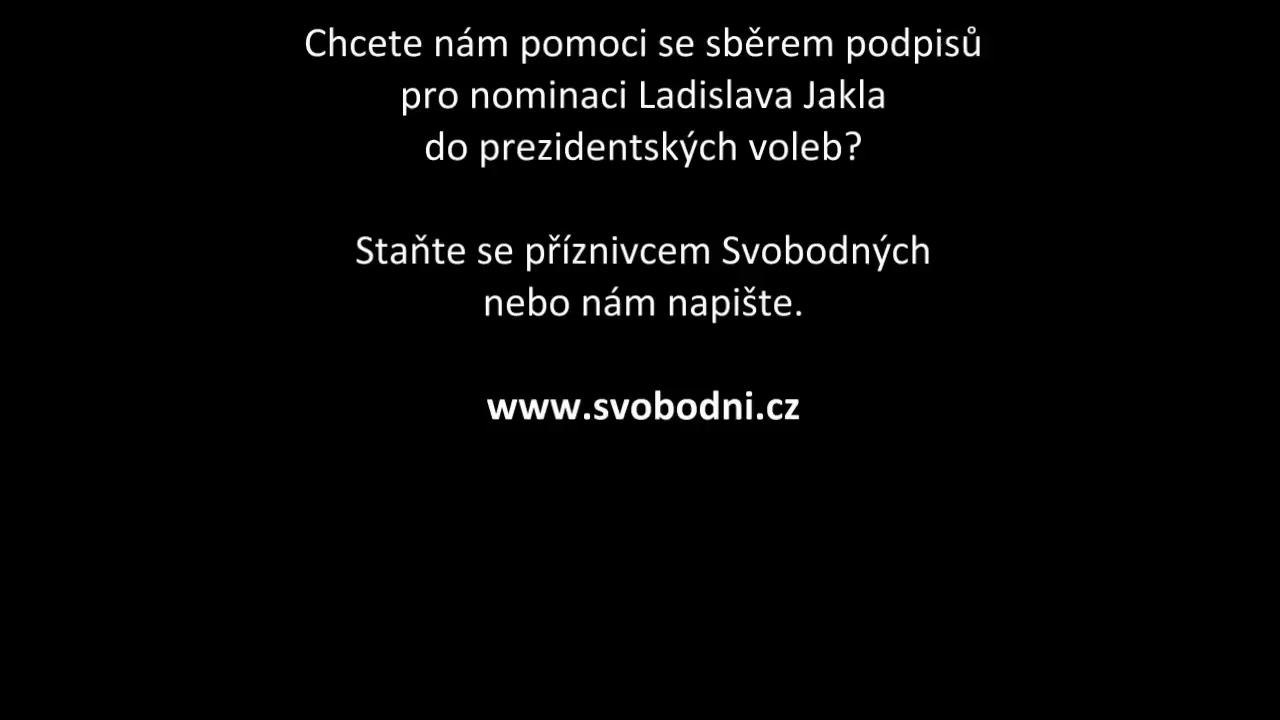 Chcete nám pomoci se sběrem podpisů
pro nominaci Ladislava Jakla
do prezidentských voleb?
Staňte se příznivcem Svobodných
nebo nám napište.
www.svobodni.cz